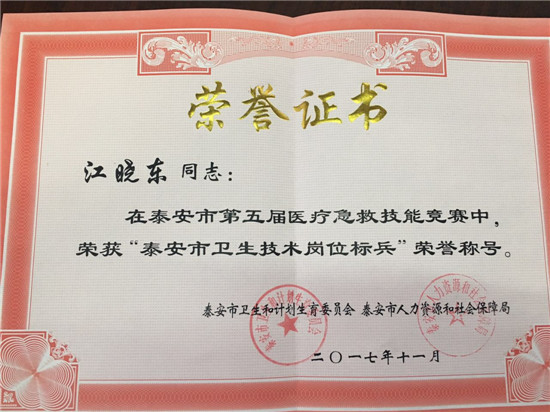 荣誉证书
江晓东 同志：
在泰安市第五届医疗急救技能竞赛中，
荣获“泰安市卫生技术岗位标兵”荣誉称号。
泰安市卫生和计划生育委员会 泰安市人力资源和社会保障局
二〇一七年十一月